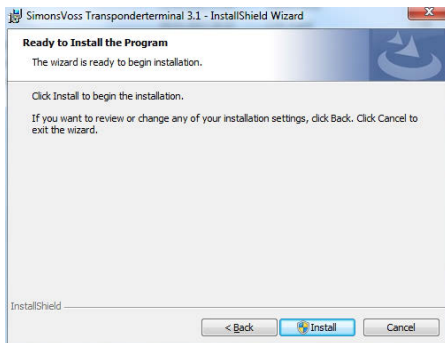 SimonsVoss Transponderterminal 3.1 - InstallShield Wizard
Ready to Install the Program
The wizard is ready to begin installation.
Click Install to begin the installation.
If you want to review or change any of your installation settings, click Back. Click Cancel to
exit the wizard.
InstallShield
< Back
Install
Cancel